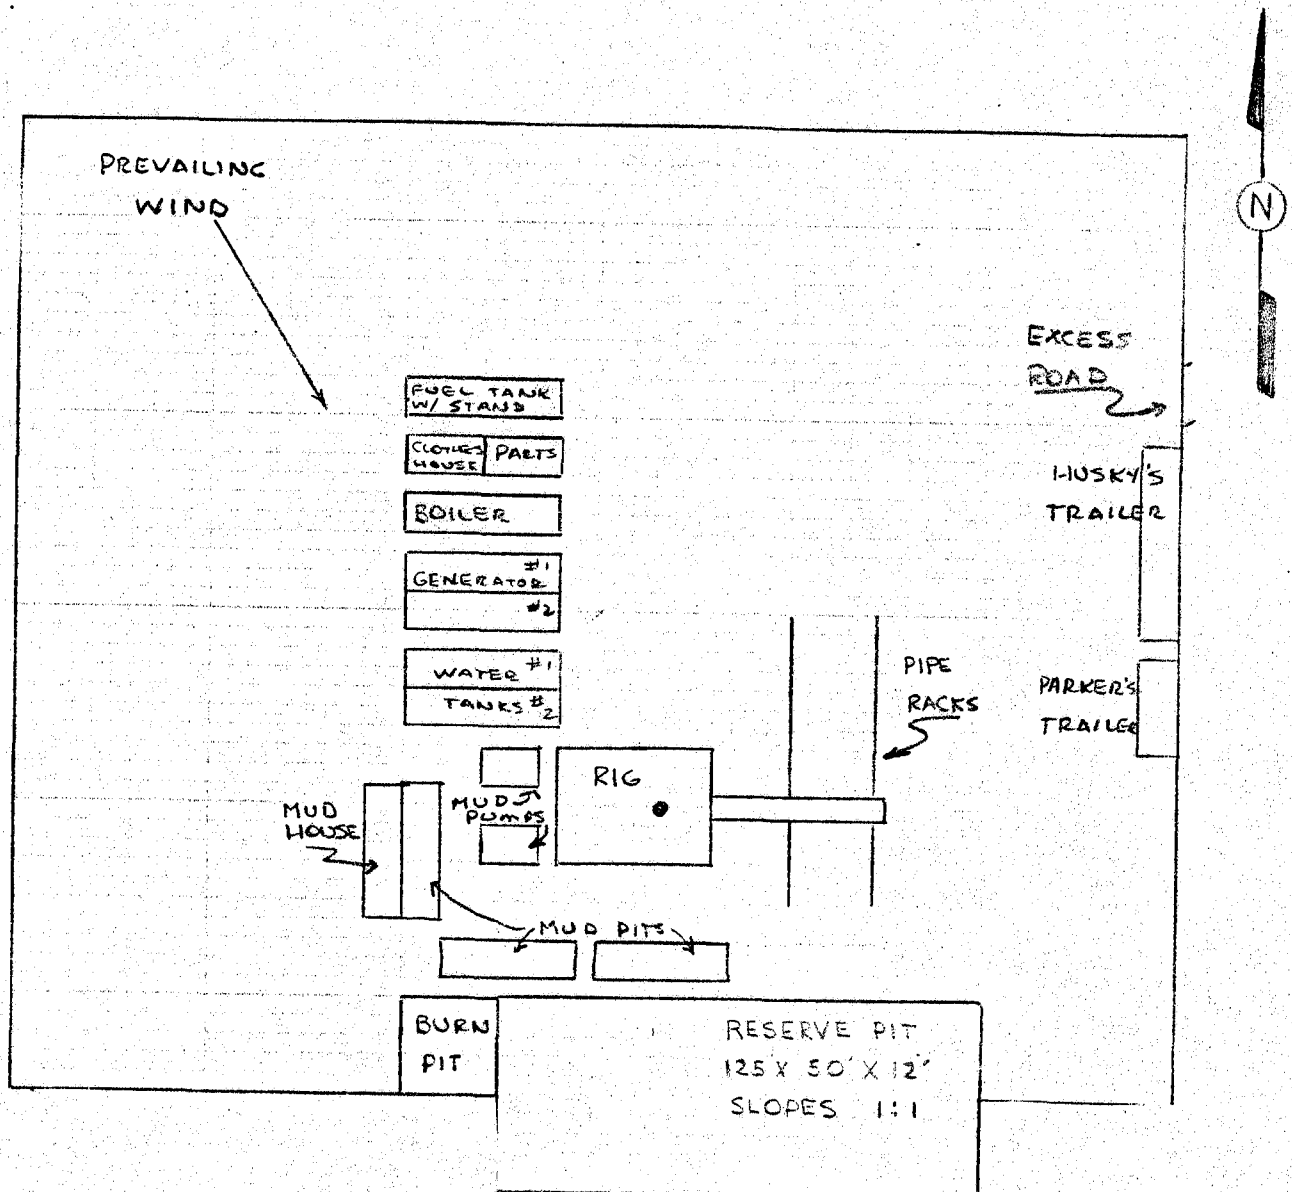 PREVAILING
WIND
N
EXCESS
ROAD
FUEL TANK
W/ STAND
CLOTHES
HOUSE
PARTS
HUSKY'S
TRAILER
BOILER
#1
GENERATOR
#2
WATER #1
TANKS #2
PIPE
RACKS
PARKER'S
TRAILER
RIG
MUD
PUMPS
MUD
HOUSE
MUD PITS
BURN
PIT
RESERVE PIT
125' X 50' X 12'
SLOPES 1:1